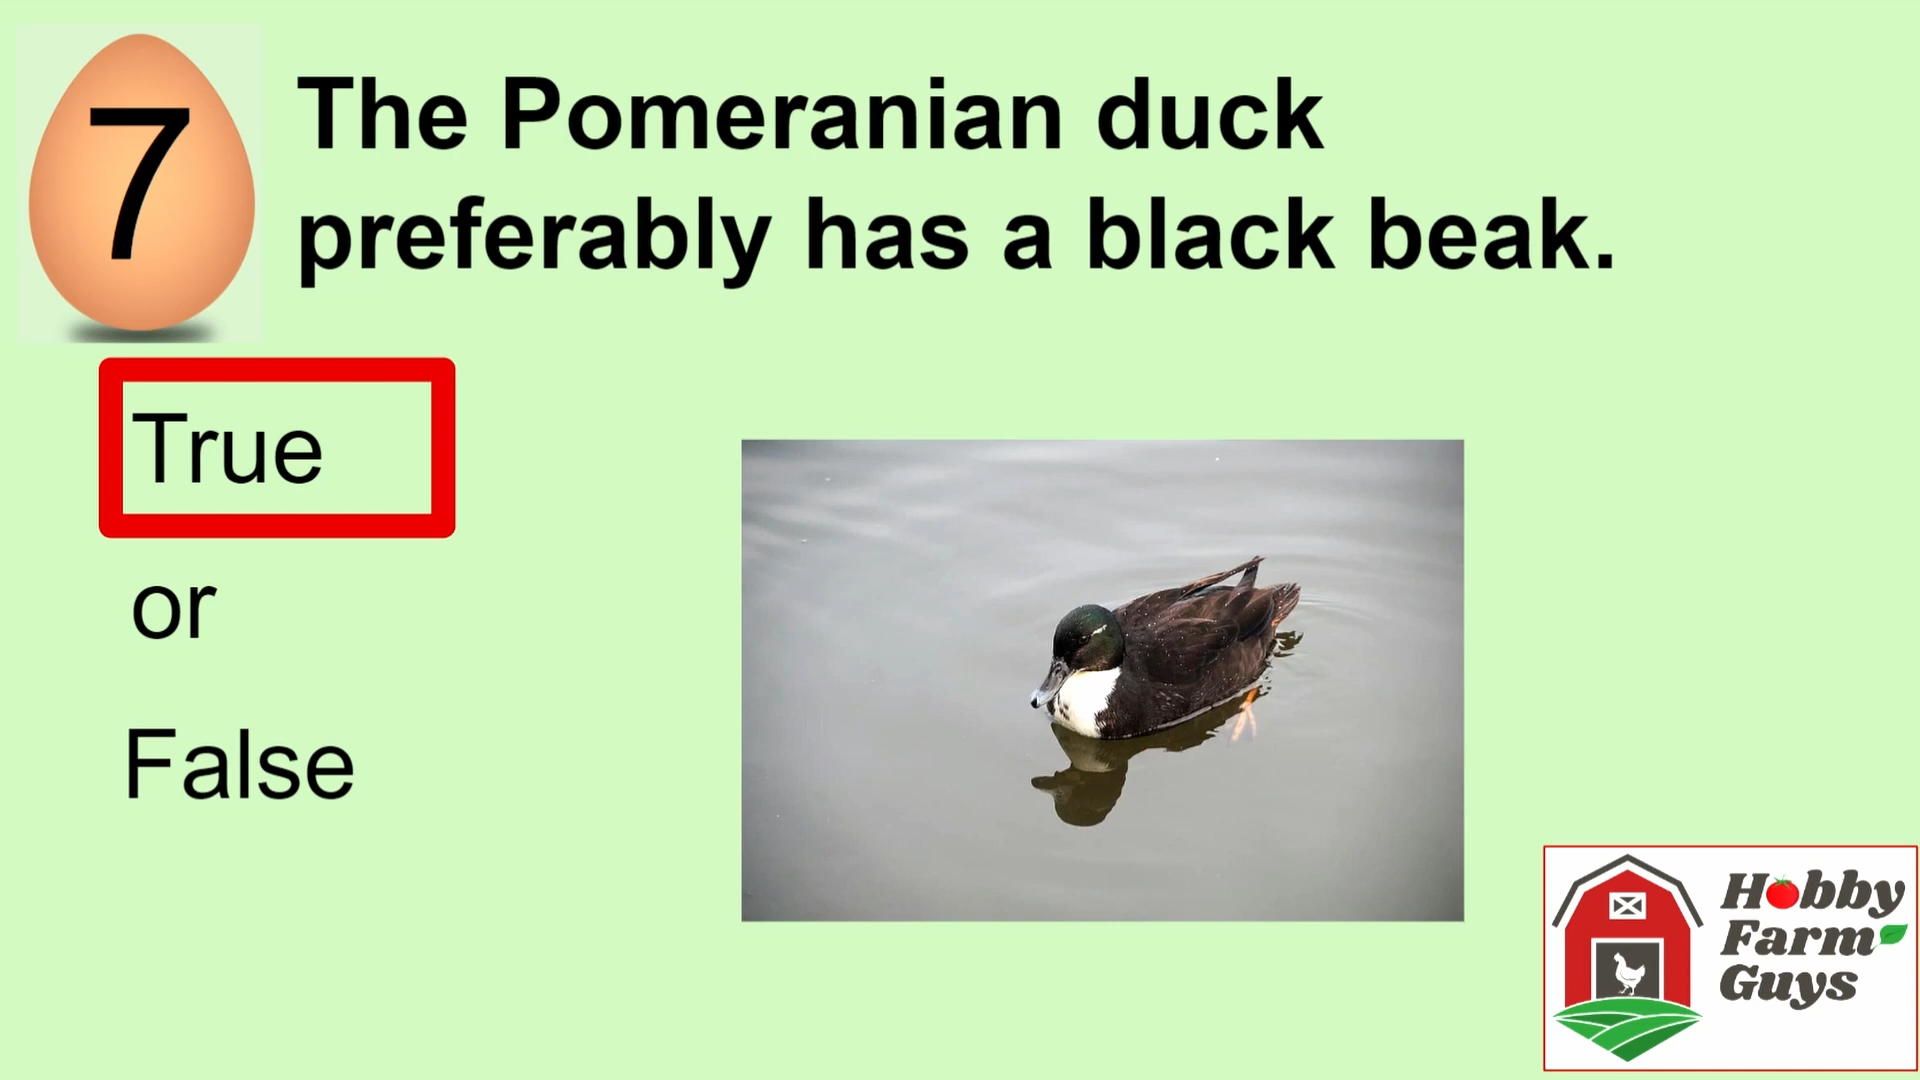 7
The Pomeranian duck
preferably has a black beak.
True
or
False
Hobby
Farm
Guys